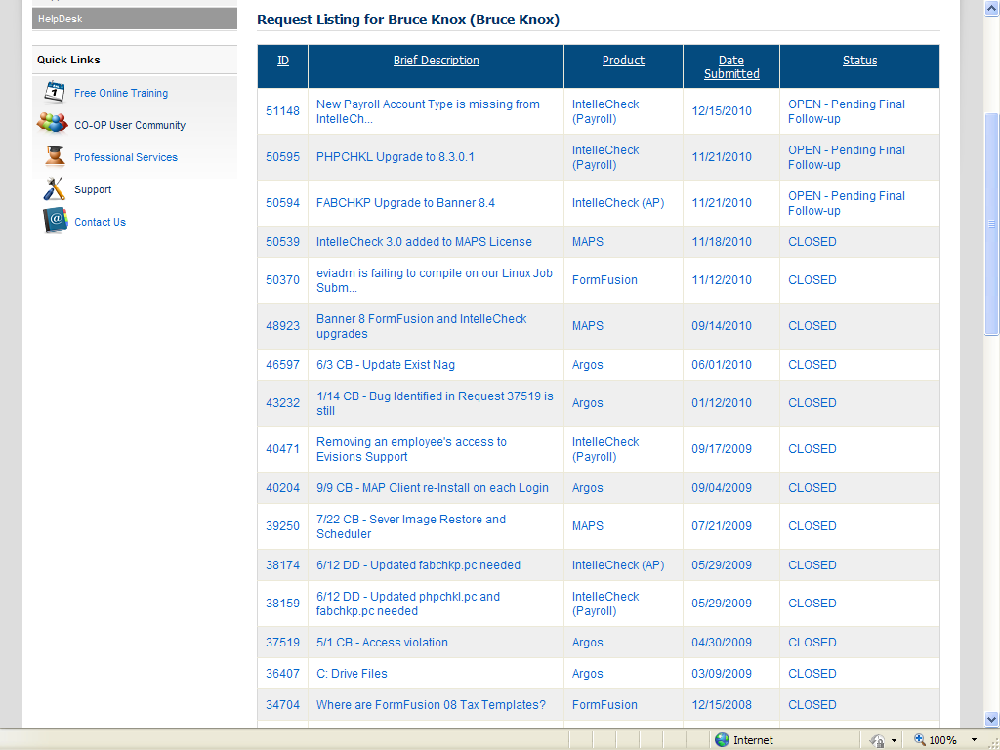 HelpDesk
Quick Links
Free Online Training
CO-OP User Community
Professional Services
Support
Contact Us
Request Listing for Bruce Knox (Bruce Knox)
ID Brief Description Product Date Submitted Status
51148 New Payroll Account Type is missing from IntelleCh... IntelleCheck (Payroll) 12/15/2010 OPEN - Pending Final Follow-up
50595 PHPCHKL Upgrade to 8.3.0.1 IntelleCheck (Payroll) 11/21/2010 OPEN - Pending Final Follow-up
50594 FABCHKP Upgrade to Banner 8.4 IntelleCheck (AP) 11/21/2010 OPEN - Pending Final Follow-up
50539 IntelleCheck 3.0 added to MAPS License MAPS 11/18/2010 CLOSED
50370 eviadm is failing to compile on our Linux Job Subm... FormFusion 11/12/2010 CLOSED
48923 Banner 8 FormFusion and IntelleCheck upgrades MAPS 09/14/2010 CLOSED
46597 6/3 CB - Update Exist Nag Argos 06/01/2010 CLOSED
43232 1/14 CB - Bug Identified in Request 37519 is still Argos 01/12/2010 CLOSED
40471 Removing an employee's access to Evisions Support IntelleCheck (Payroll) 09/17/2009 CLOSED
40204 9/9 CB - MAP Client re-Install on each Login Argos 09/04/2009 CLOSED
39250 7/22 CB - Sever Image Restore and Scheduler MAPS 07/21/2009 CLOSED
38174 6/12 DD - Updated fabchkp.pc needed IntelleCheck (AP) 05/29/2009 CLOSED
38159 6/12 DD - Updated phpchkl.pc and fabchkp.pc needed IntelleCheck (Payroll) 05/29/2009 CLOSED
37519 5/1 CB - Access violation Argos 04/30/2009 CLOSED
36407 C: Drive Files Argos 03/09/2009 CLOSED
34704 Where are FormFusion 08 Tax Templates? FormFusion 12/15/2008 CLOSED
Internet 100%